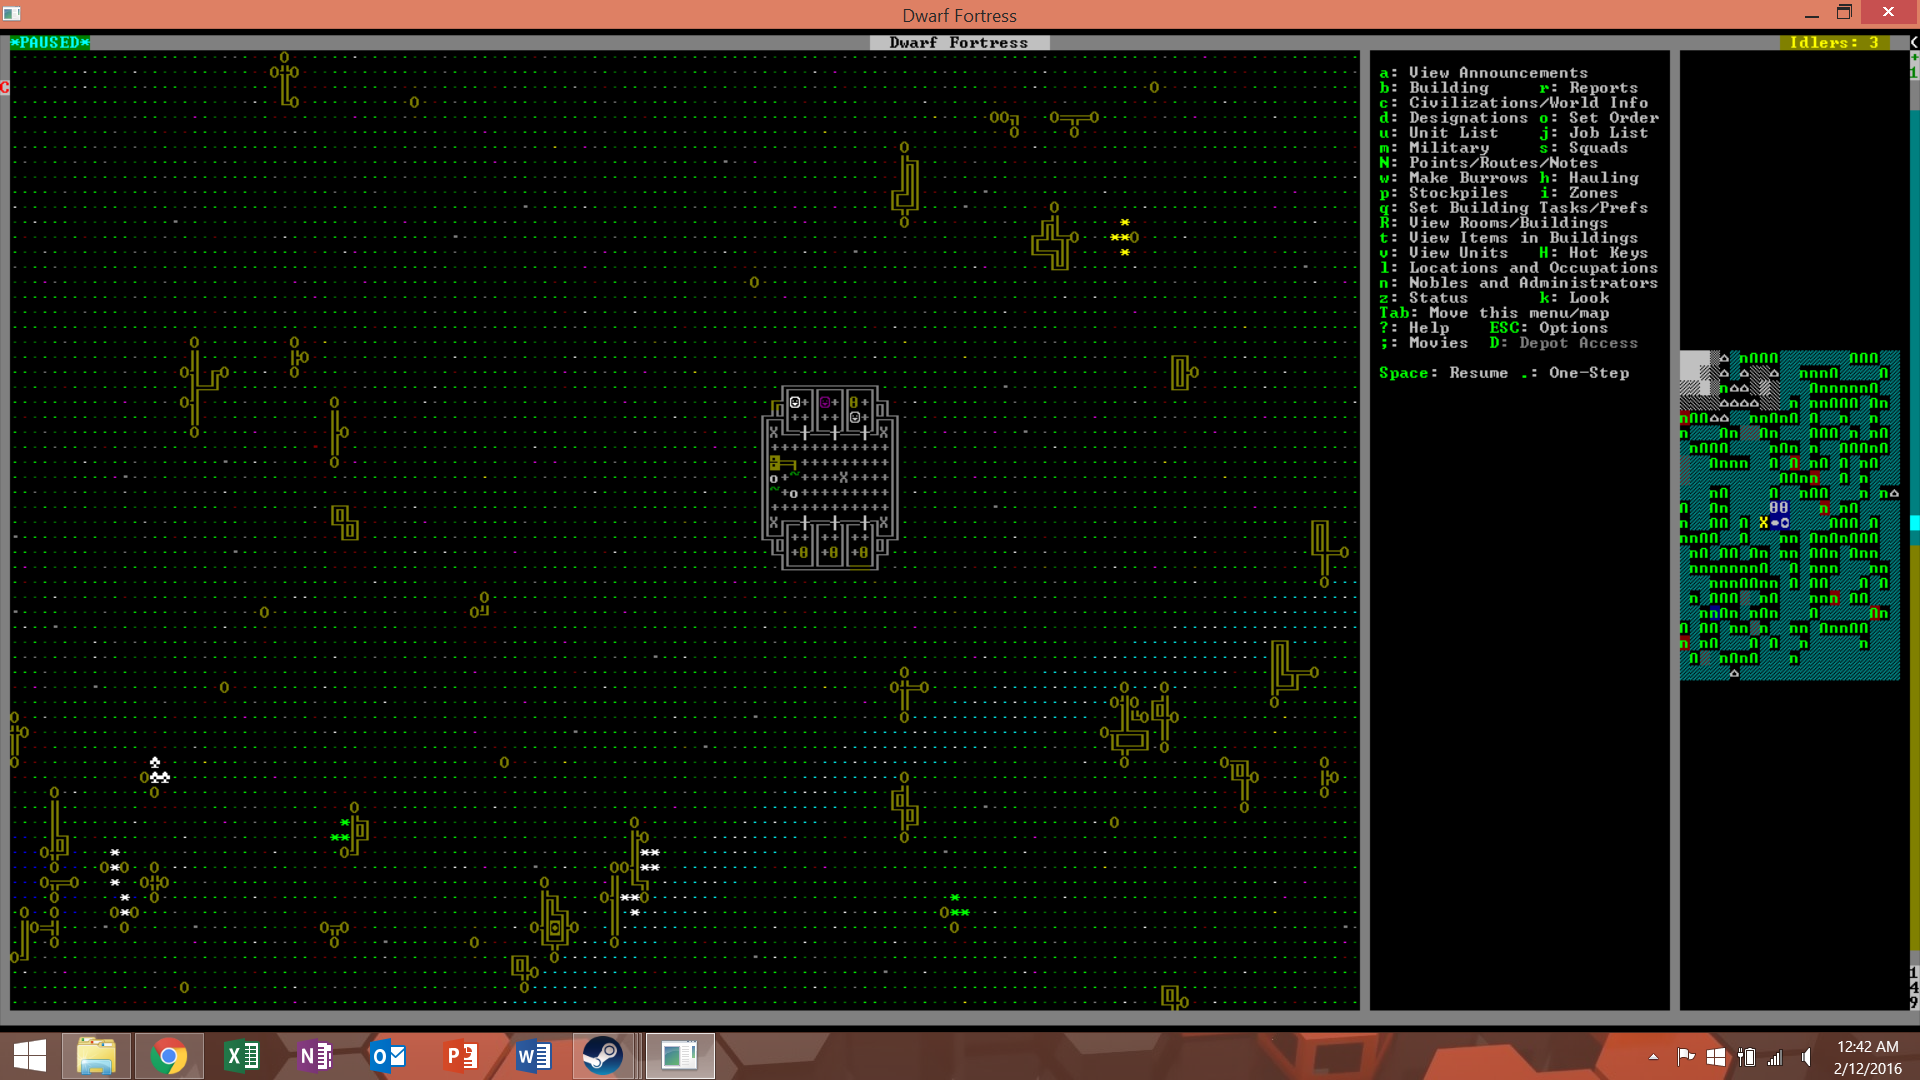 Dwarf Fortress
*PAUSED*
Dwarf Fortress
Idlers: 3
a: View Announcements
b: Building r: Reports
c: Civilizations/World Info
d: Designations o: Set Order
u: Unit List j: Job List
m: Military s: Squads
N: Points/Routes/Notes
w: Make Burrows h: Hauling
p: Stockpiles i: Zones
q: Set Building Tasks/Prefs
R: View Rooms/Buildings
t: View Items in Buildings
v: View Units H: Hot Keys
l: Locations and Occupations
n: Nobles and Administrators
z: Status k: Look
Tab: Move this menu/map
?: Help ESC: Options
;: Movies D: Depot Access
Space: Resume .: One-Step
149
12:42 AM
2/12/2016